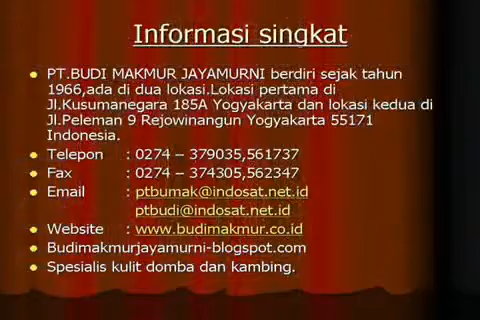 Informasi singkat
PT.BUDI MAKMUR JAYAMURNI berdiri sejak tahun
1966,ada di dua lokasi.Lokasi pertama di
Jl.Kusumanegara 185A Yogyakarta dan lokasi kedua di
Jl.Peleman 9 Rejowinangun Yogyakarta 55171
Indonesia.
Telepon : 0274 – 379035,561737
Fax : 0274 – 374305,562347
Email : ptbumak@indosat.net.id
ptbudi@indosat.net.id
Website : www.budimakmur.co.id
Budimakmurjayamurni-blogspot.com
Spesialis kulit domba dan kambing.